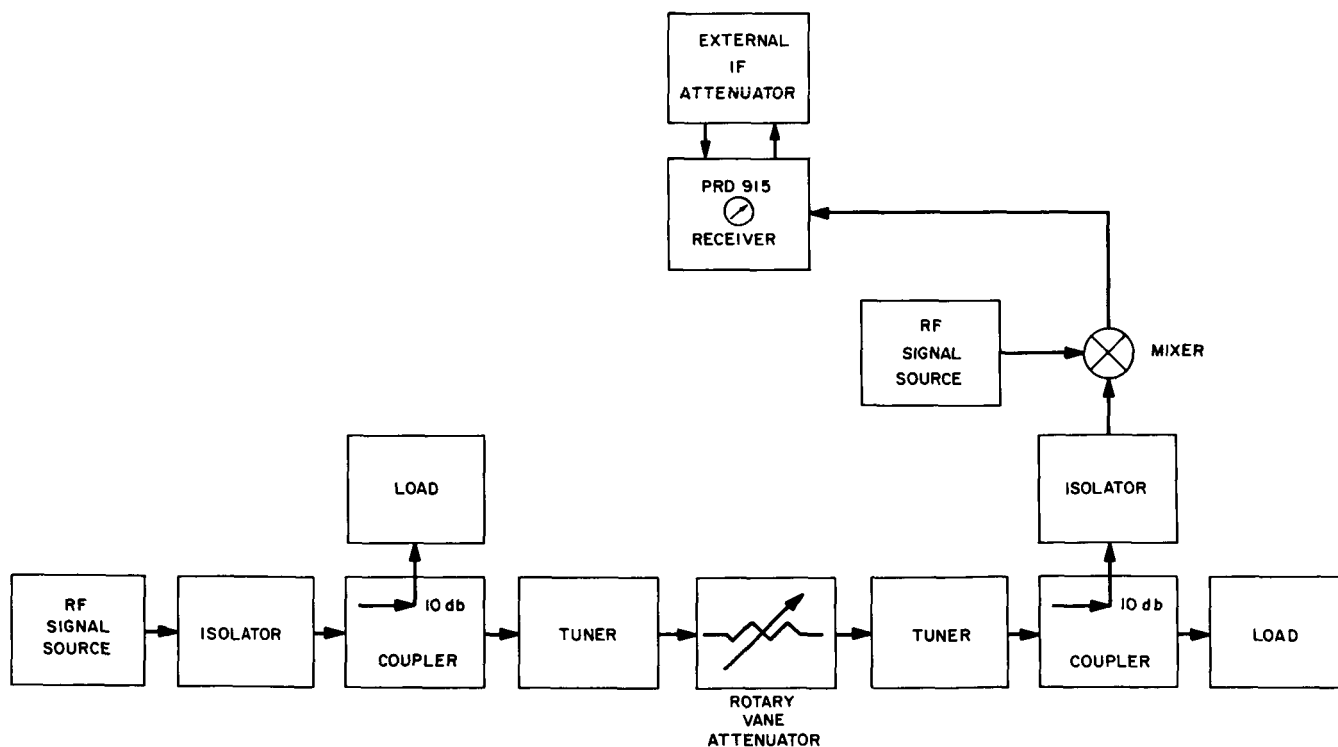 EXTERNAL
IF
ATTENUATOR
PRD 915
RECEIVER
RF
SIGNAL
SOURCE
MIXER
LOAD
ISOLATOR
RF
SIGNAL
SOURCE
ISOLATOR
10 db
COUPLER
TUNER
ROTARY
VANE
ATTENUATOR
TUNER
10 db
COUPLER
LOAD